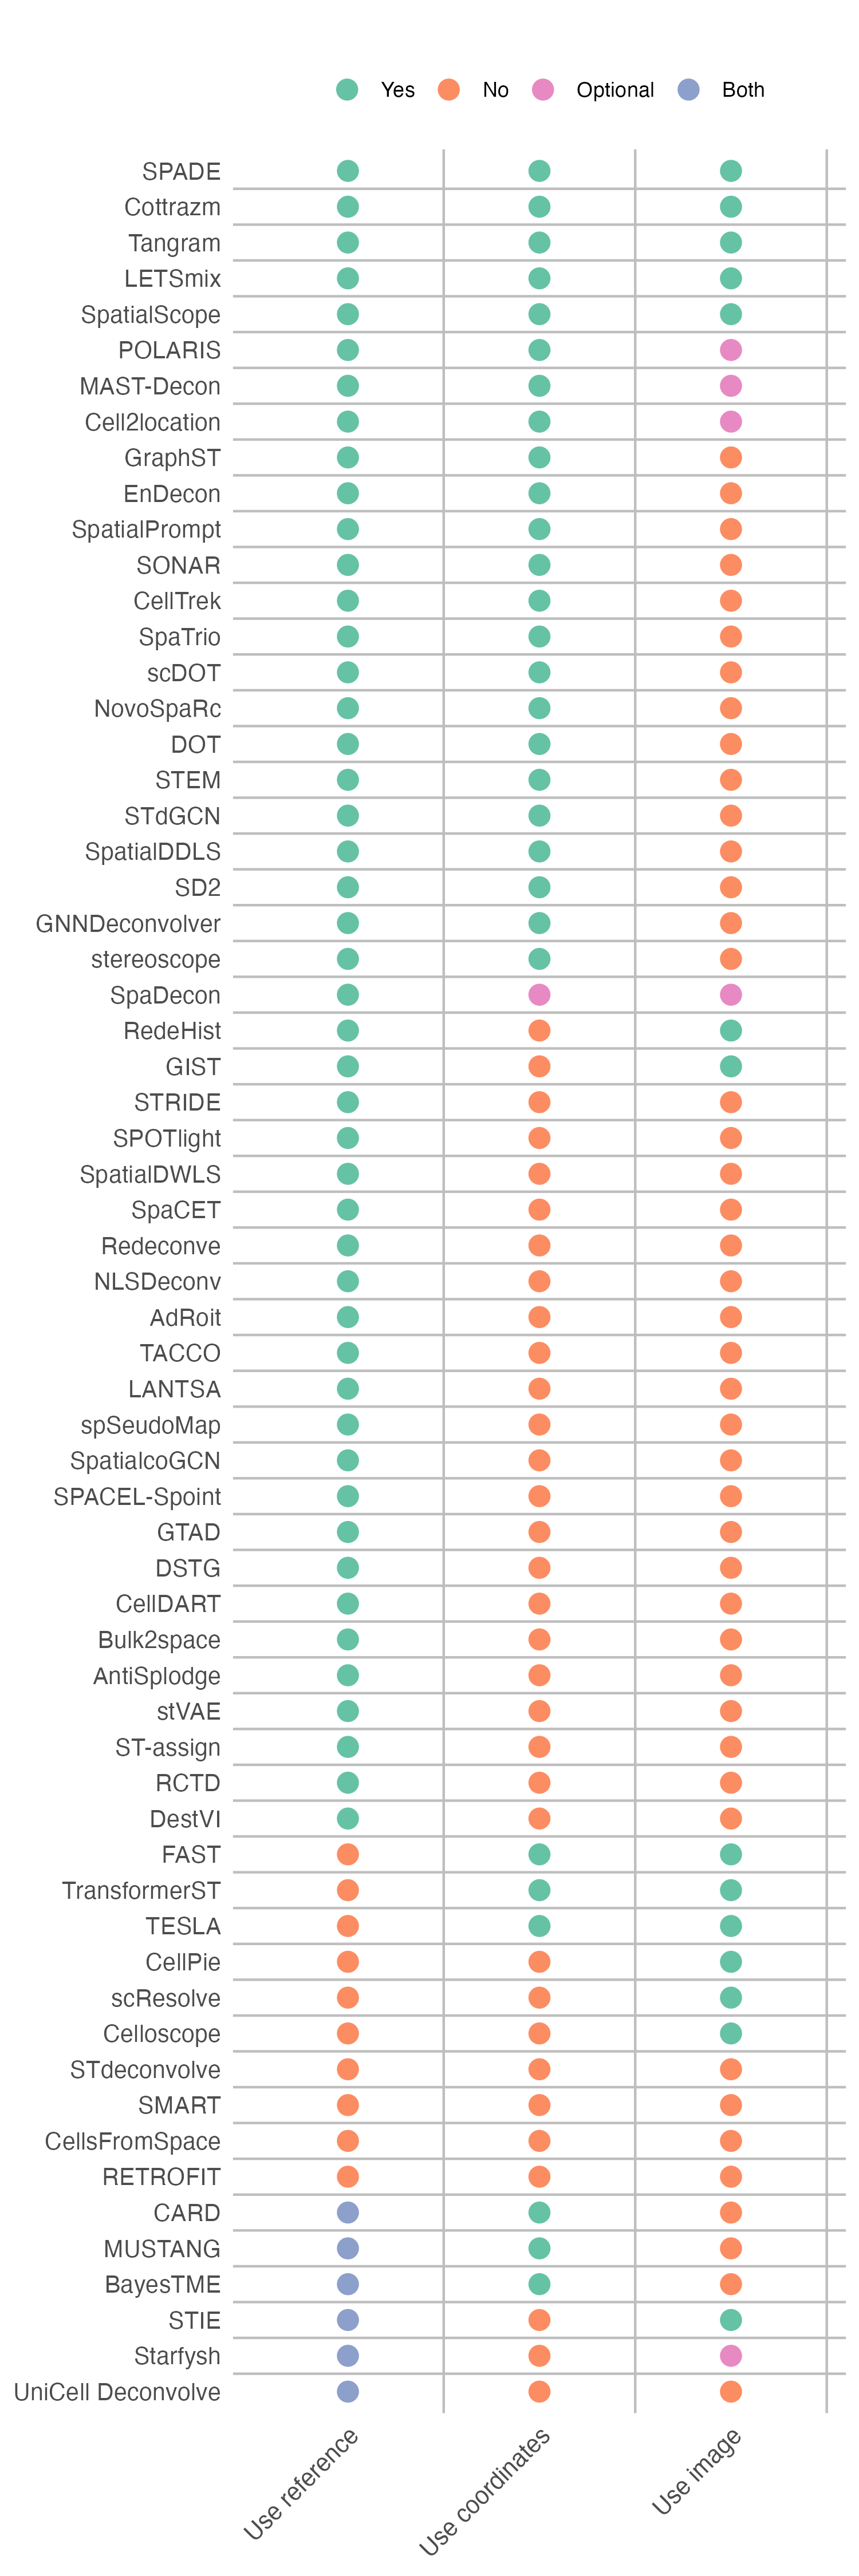 Yes No Optional Both
SPADE
Cottrazm
Tangram
LETSmix
SpatialScope
POLARIS
MAST-Decon
Cell2location
GraphST
EnDecon
SpatialPrompt
SONAR
CellTrek
SpaTrio
scDOT
NovoSpaRc
DOT
STEM
STdGCN
SpatialDDLS
SD2
GNNDeconvolver
stereoscope
SpaDecon
RedeHist
GIST
STRIDE
SPOTlight
SpatialDWLS
SpaCET
Redeconve
NLSDeconv
AdRoit
TACCO
LANTSA
spSeudoMap
SpatialcoGCN
SPACEL-Spoint
GTAD
DSTG
CellDART
Bulk2space
AntiSplodge
stVAE
ST-assign
RCTD
DestVI
FAST
TransformerST
TESLA
CellPie
scResolve
Celloscope
STdeconvolve
SMART
CellsFromSpace
RETROFIT
CARD
MUSTANG
BayesTME
STIE
Starfysh
UniCell Deconvolve
Use reference
Use coordinates
Use image